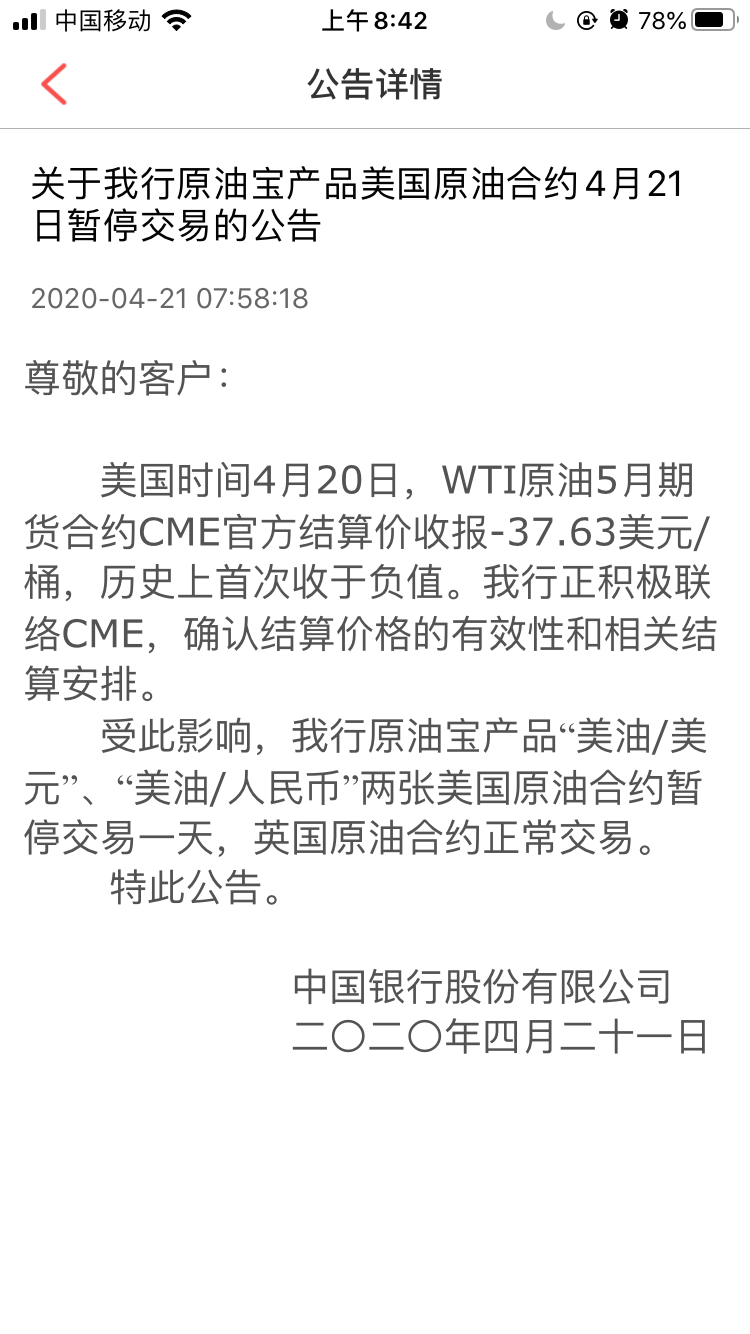 中国移动 上午8:42 78%
公告详情
关于我行原油宝产品美国原油合约4月21
日暂停交易的公告
2020-04-21 07:58:18
尊敬的客户：
美国时间4月20日，WTI原油5月期
货合约CME官方结算价收报-37.63美元/
桶，历史上首次收于负值。我行正积极联
络CME，确认结算价格的有效性和相关结
算安排。
受此影响，我行原油宝产品“美油/美
元”、“美油/人民币”两张美国原油合约暂
停交易一天，英国原油合约正常交易。
特此公告。
中国银行股份有限公司
二〇二〇年四月二十一日